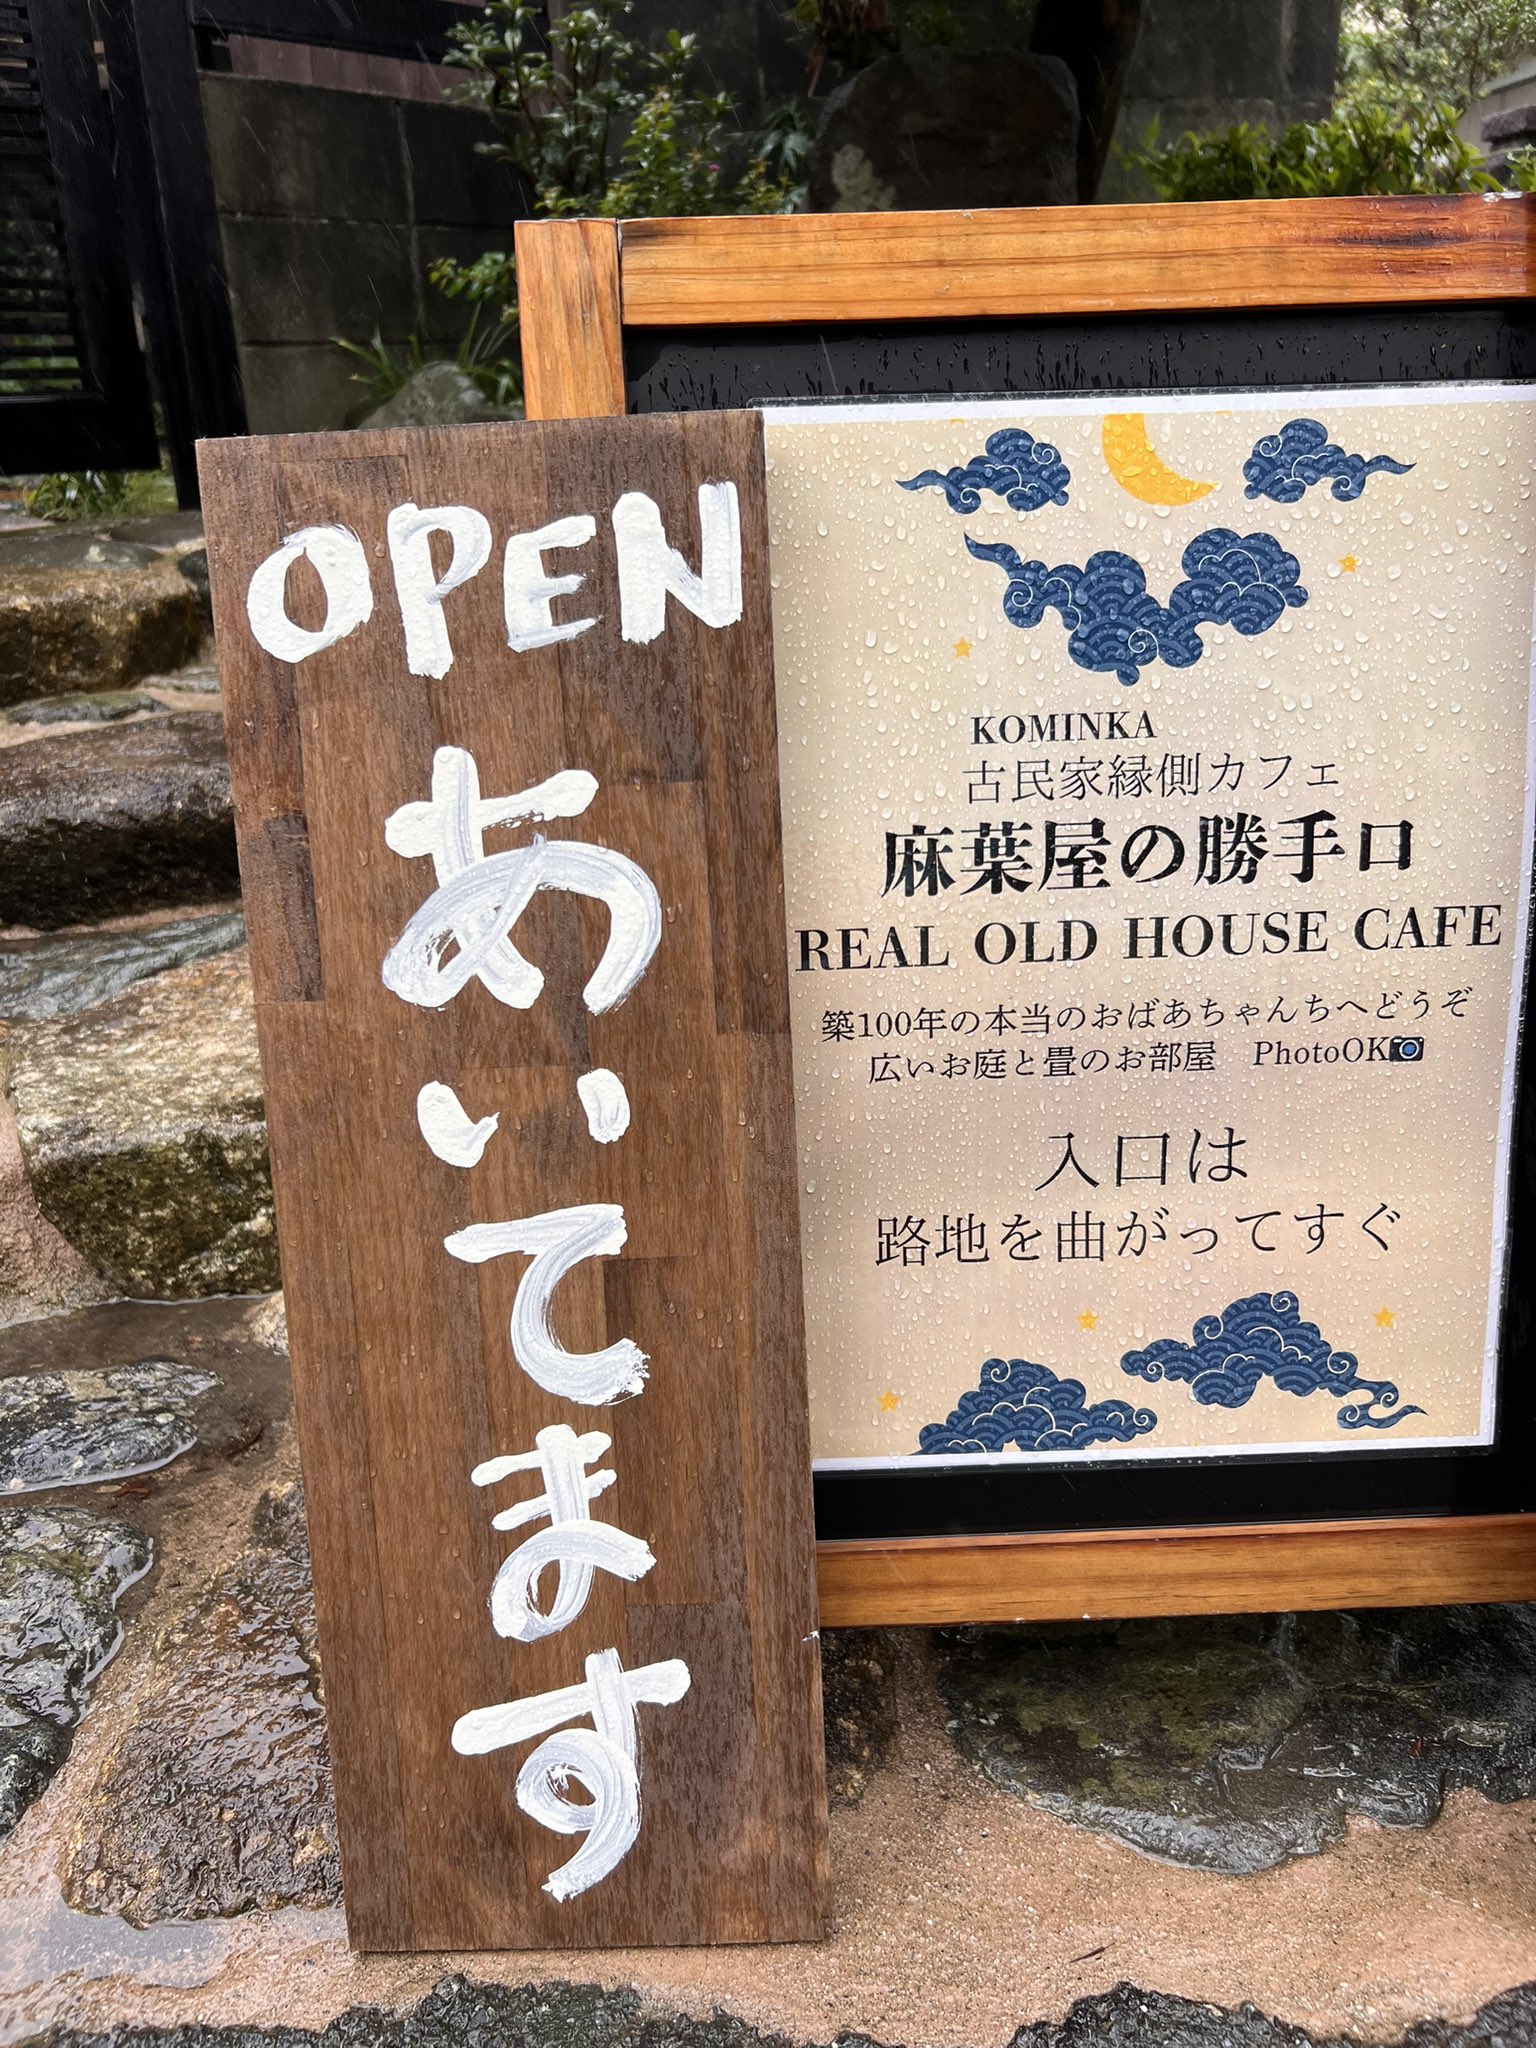 OPEN
あいてます
KOMINKA
古民家縁側カフェ
麻葉屋の勝手口
REAL OLD HOUSE CAFE
築100年の本当のおばあちゃんちへどうぞ
広いお庭と畳のお部屋 PhotoOK📷
入口は
路地を曲がってすぐ